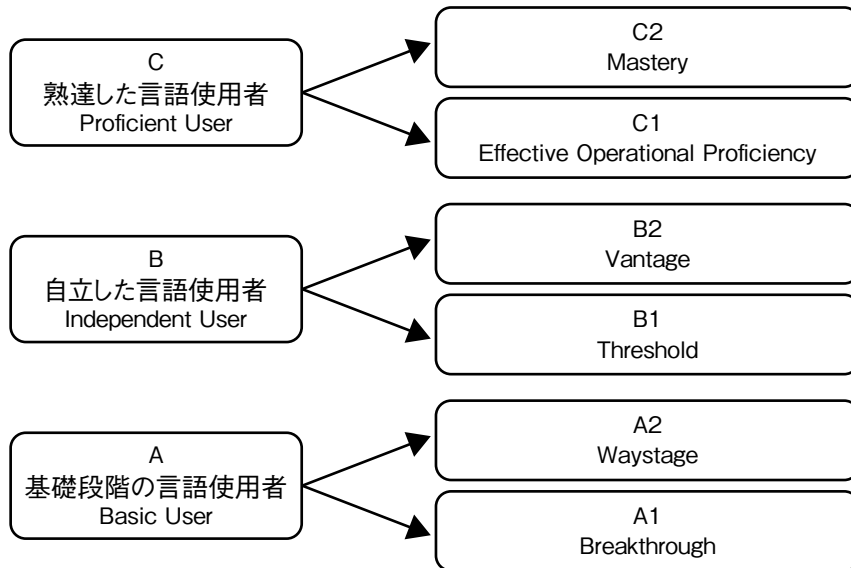 C
熟達した言語使用者
Proficient User
C2
Mastery
C1
Effective Operational Proficiency
B
自立した言語使用者
Independent User
B2
Vantage
B1
Threshold
A
基礎段階の言語使用者
Basic User
A2
Waystage
A1
Breakthrough